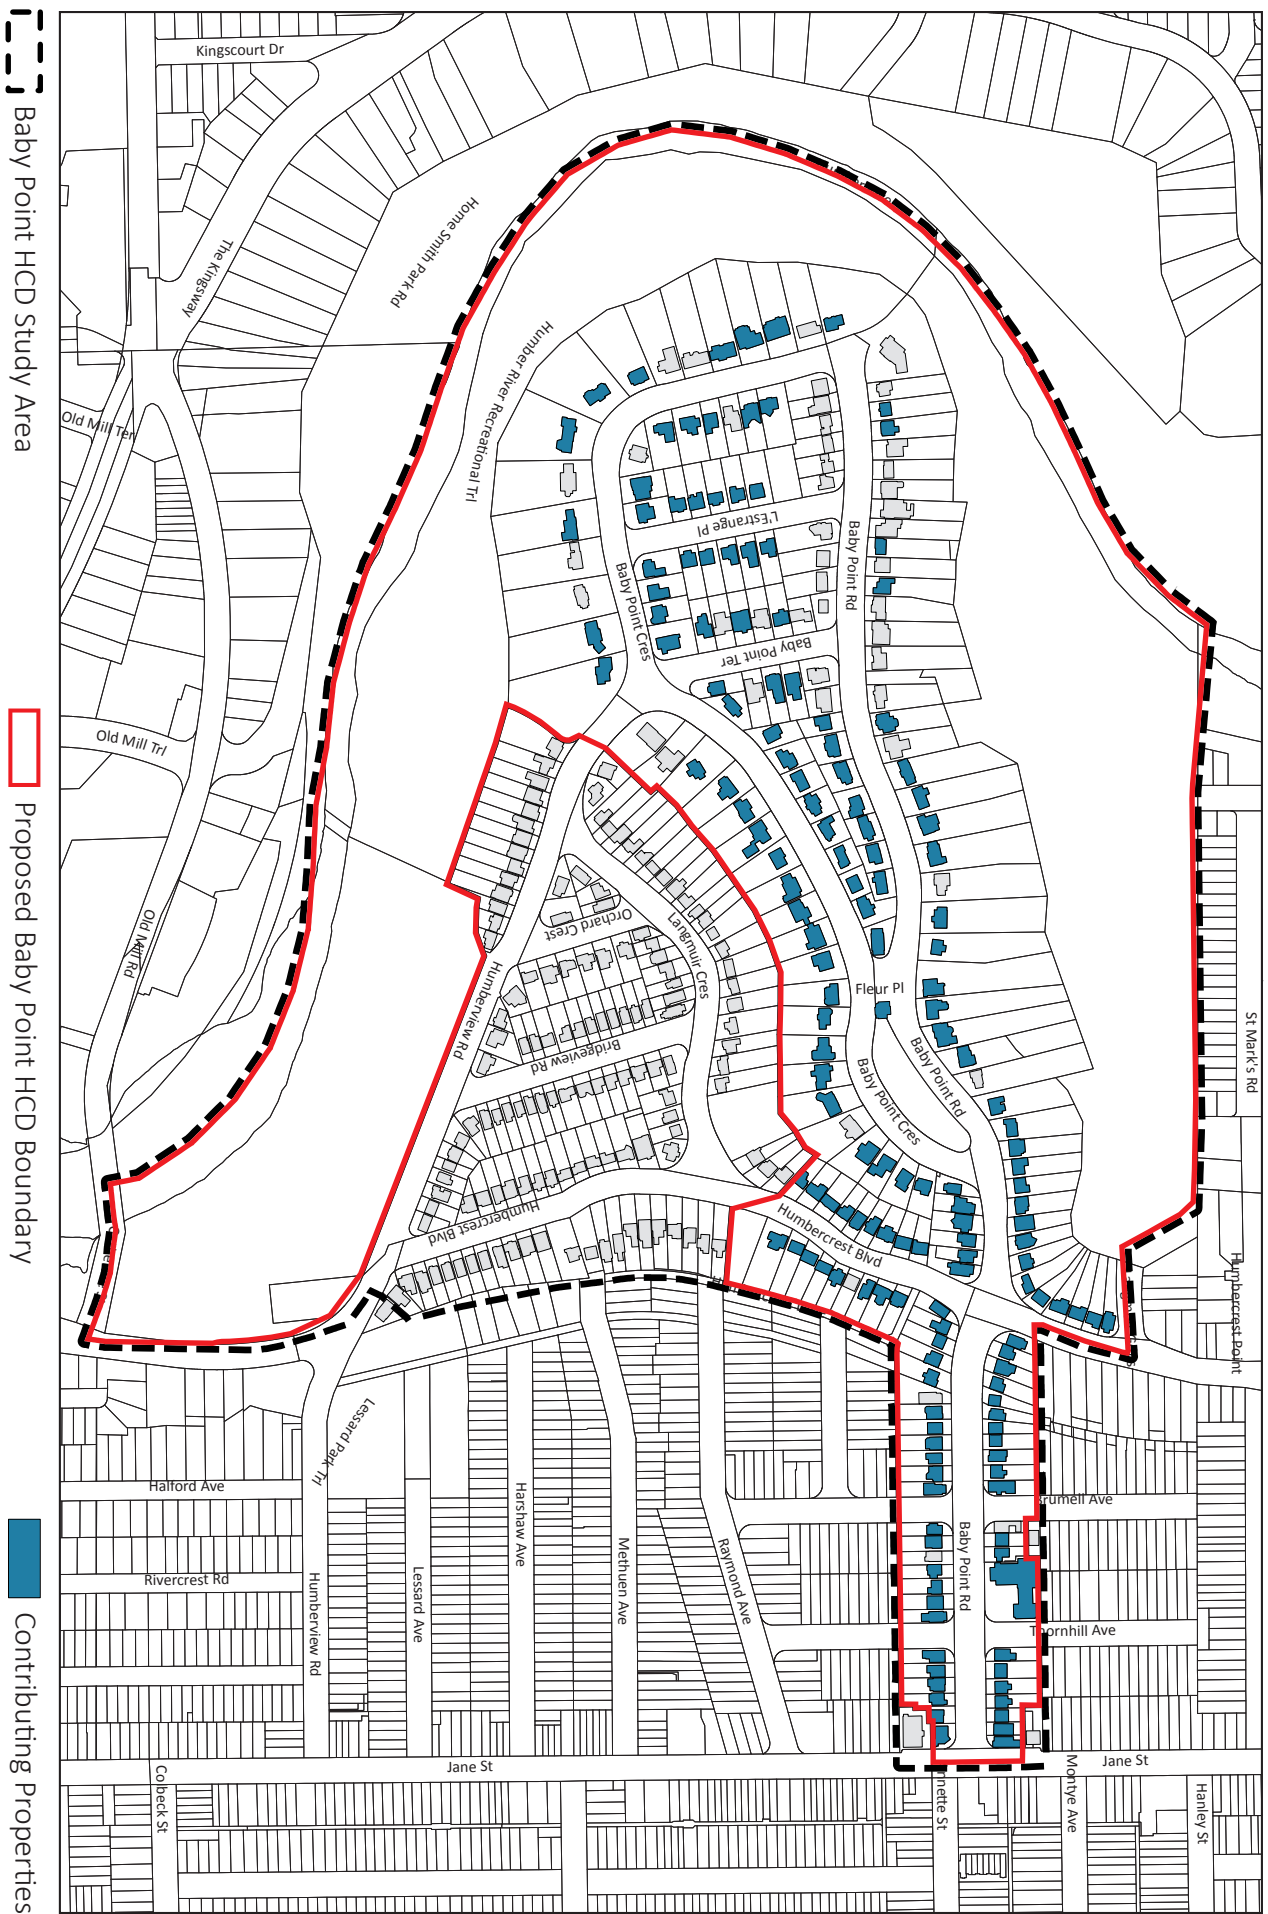 Kingscourt Dr
The Kingsway
Home Smith Park Rd
Humber River Recreational Trl
Old Mill Ter
Old Mill Trl
Old Mill Rd
L'Estrange Pl
Baby Point Rd
Baby Point Cres
Baby Point Ter
Langmuir Cres
Orchard Crest
Humberview Rd
Bridgeview Rd
Fleur Pl
Baby Point Rd
Baby Point Cres
St Mark's Rd
Humbercrest Blvd
Humbercrest Blvd
Humbercrest Point
Lessard Park Trl
Halford Ave
Rivercrest Rd
Humberview Rd
Lessard Ave
Harshaw Ave
Methuen Ave
Raymond Ave
Baby Point Rd
Brumell Ave
Thornhill Ave
Jane St
Jane St
Colbeck St
nnette St
Montye Ave
Hanley St
Baby Point HCD Study Area
Proposed Baby Point HCD Boundary
Contributing Properties